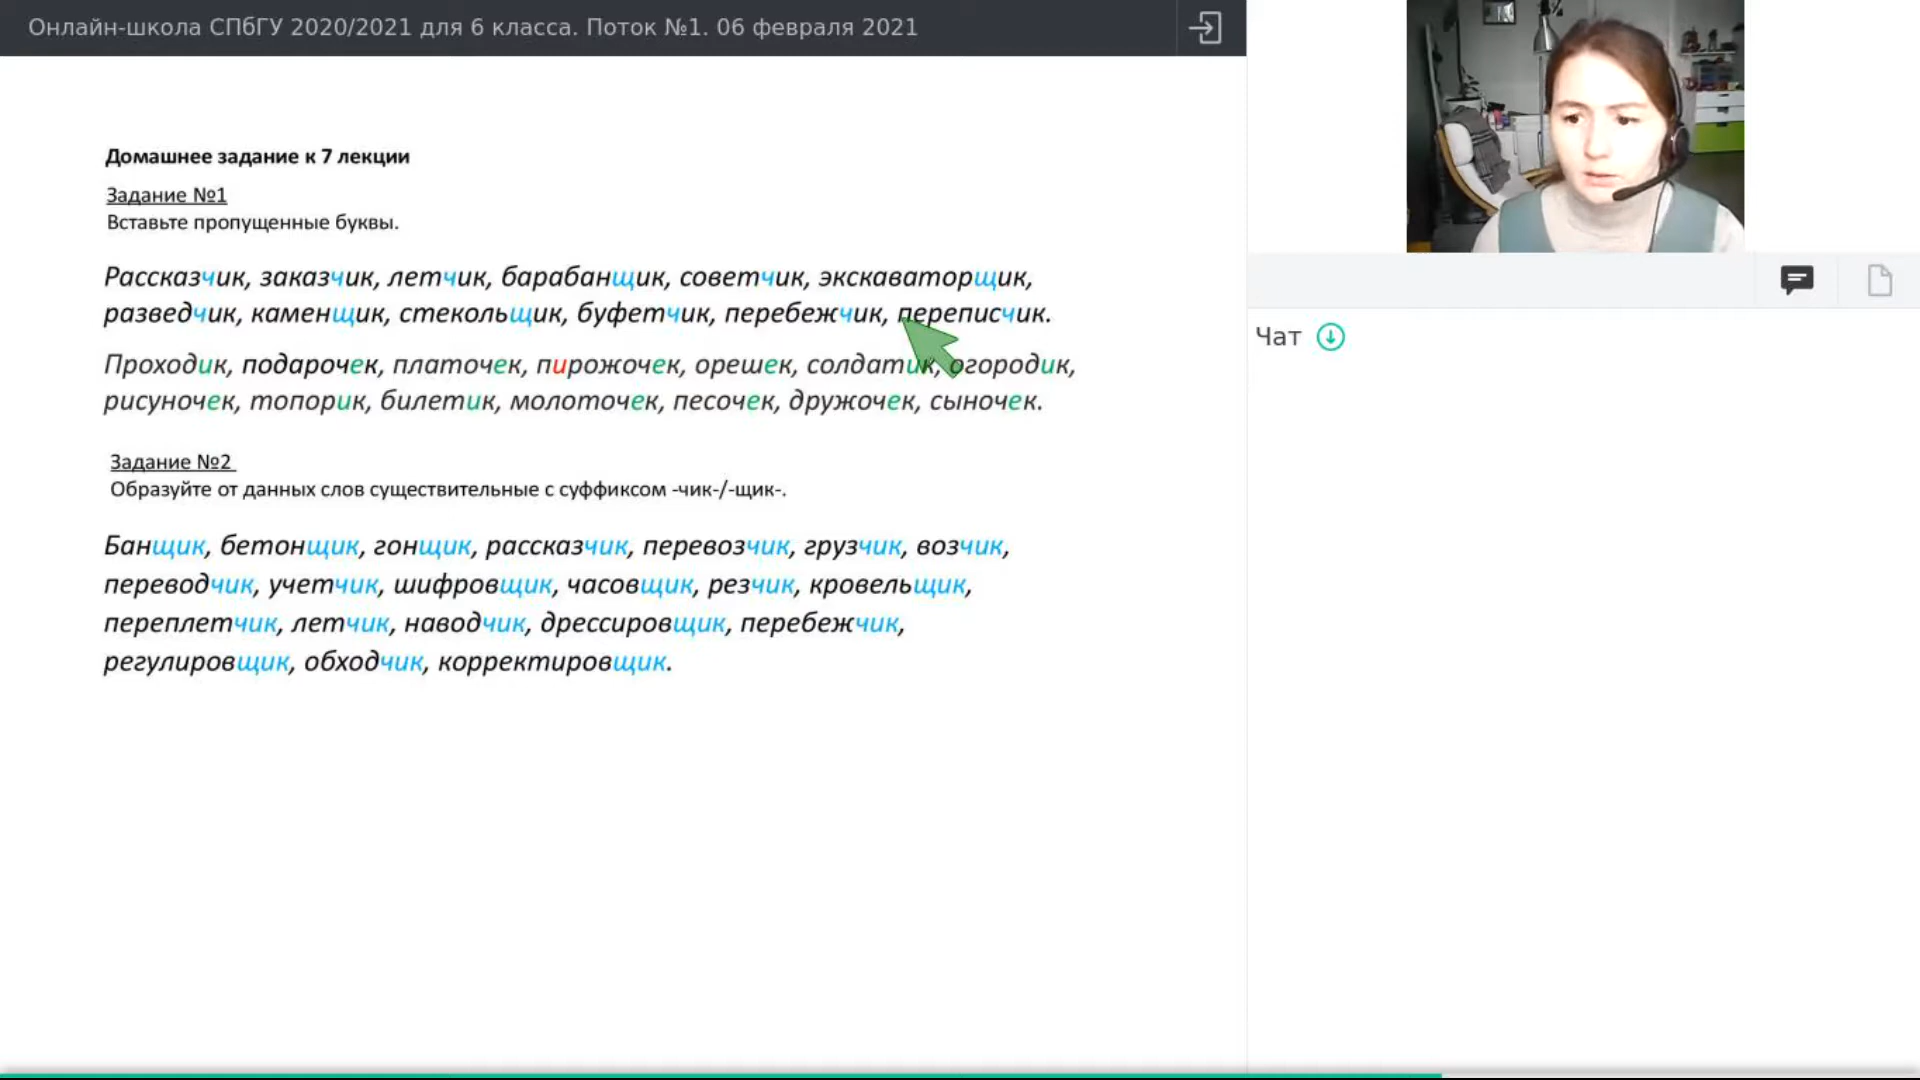 Онлайн-школа СПбГУ 2020/2021 для 6 класса. Поток №1. 06 февраля 2021
Домашнее задание к 7 лекции
Задание №1
Вставьте пропущенные буквы.
Рассказчик, заказчик, летчик, барабанщик, советчик, экскаваторщик,
разведчик, каменщик, стекольщик, буфетчик, перебежчик, переписчик.
Проходик, подарочек, платочек, пирожочек, орешек, солдатик, огородик,
рисуночек, топорик, билетик, молоточек, песочек, дружочек, сыночек.
Задание №2
Образуйте от данных слов существительные с суффиксом -чик-/-щик-.
Банщик, бетонщик, гонщик, рассказчик, перевозчик, грузчик, возчик,
переводчик, учетчик, шифровщик, часовщик, резчик, кровельщик,
переплетчик, летчик, наводчик, дрессировщик, перебежчик,
регулировщик, обходчик, корректировщик.
Чат